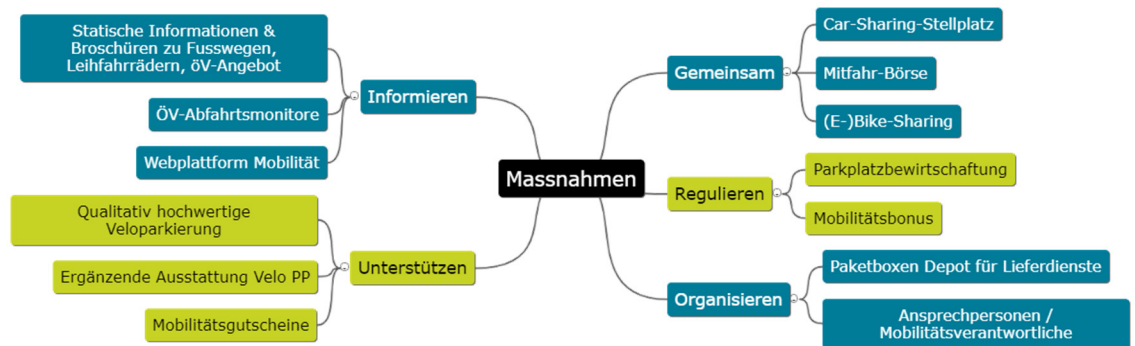 Statische Informationen &
Broschüren zu Fusswegen,
Leihfahrrädern, öV-Angebot
ÖV-Abfahrtsmonitore
Webplattform Mobilität
Informieren
Qualitativ hochwertige
Veloparkierung
Ergänzende Ausstattung Velo PP
Mobilitätsgutscheine
Unterstützen
Massnahmen
Gemeinsam
Car-Sharing-Stellplatz
Mitfahr-Börse
(E-)Bike-Sharing
Regulieren
Parkplatzbewirtschaftung
Mobilitätsbonus
Organisieren
Paketboxen Depot für Lieferdienste
Ansprechpersonen /
Mobilitätsverantwortliche